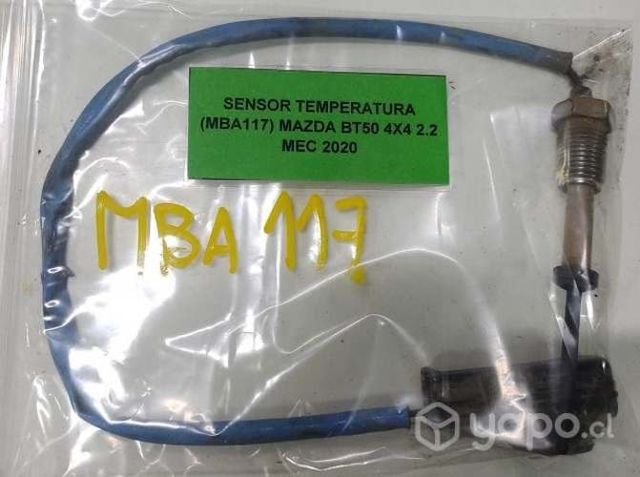 SENSOR TEMPERATURA
(MBA117) MAZDA BT50 4X4 2.2
MEC 2020
MBA 117
yapo.cl